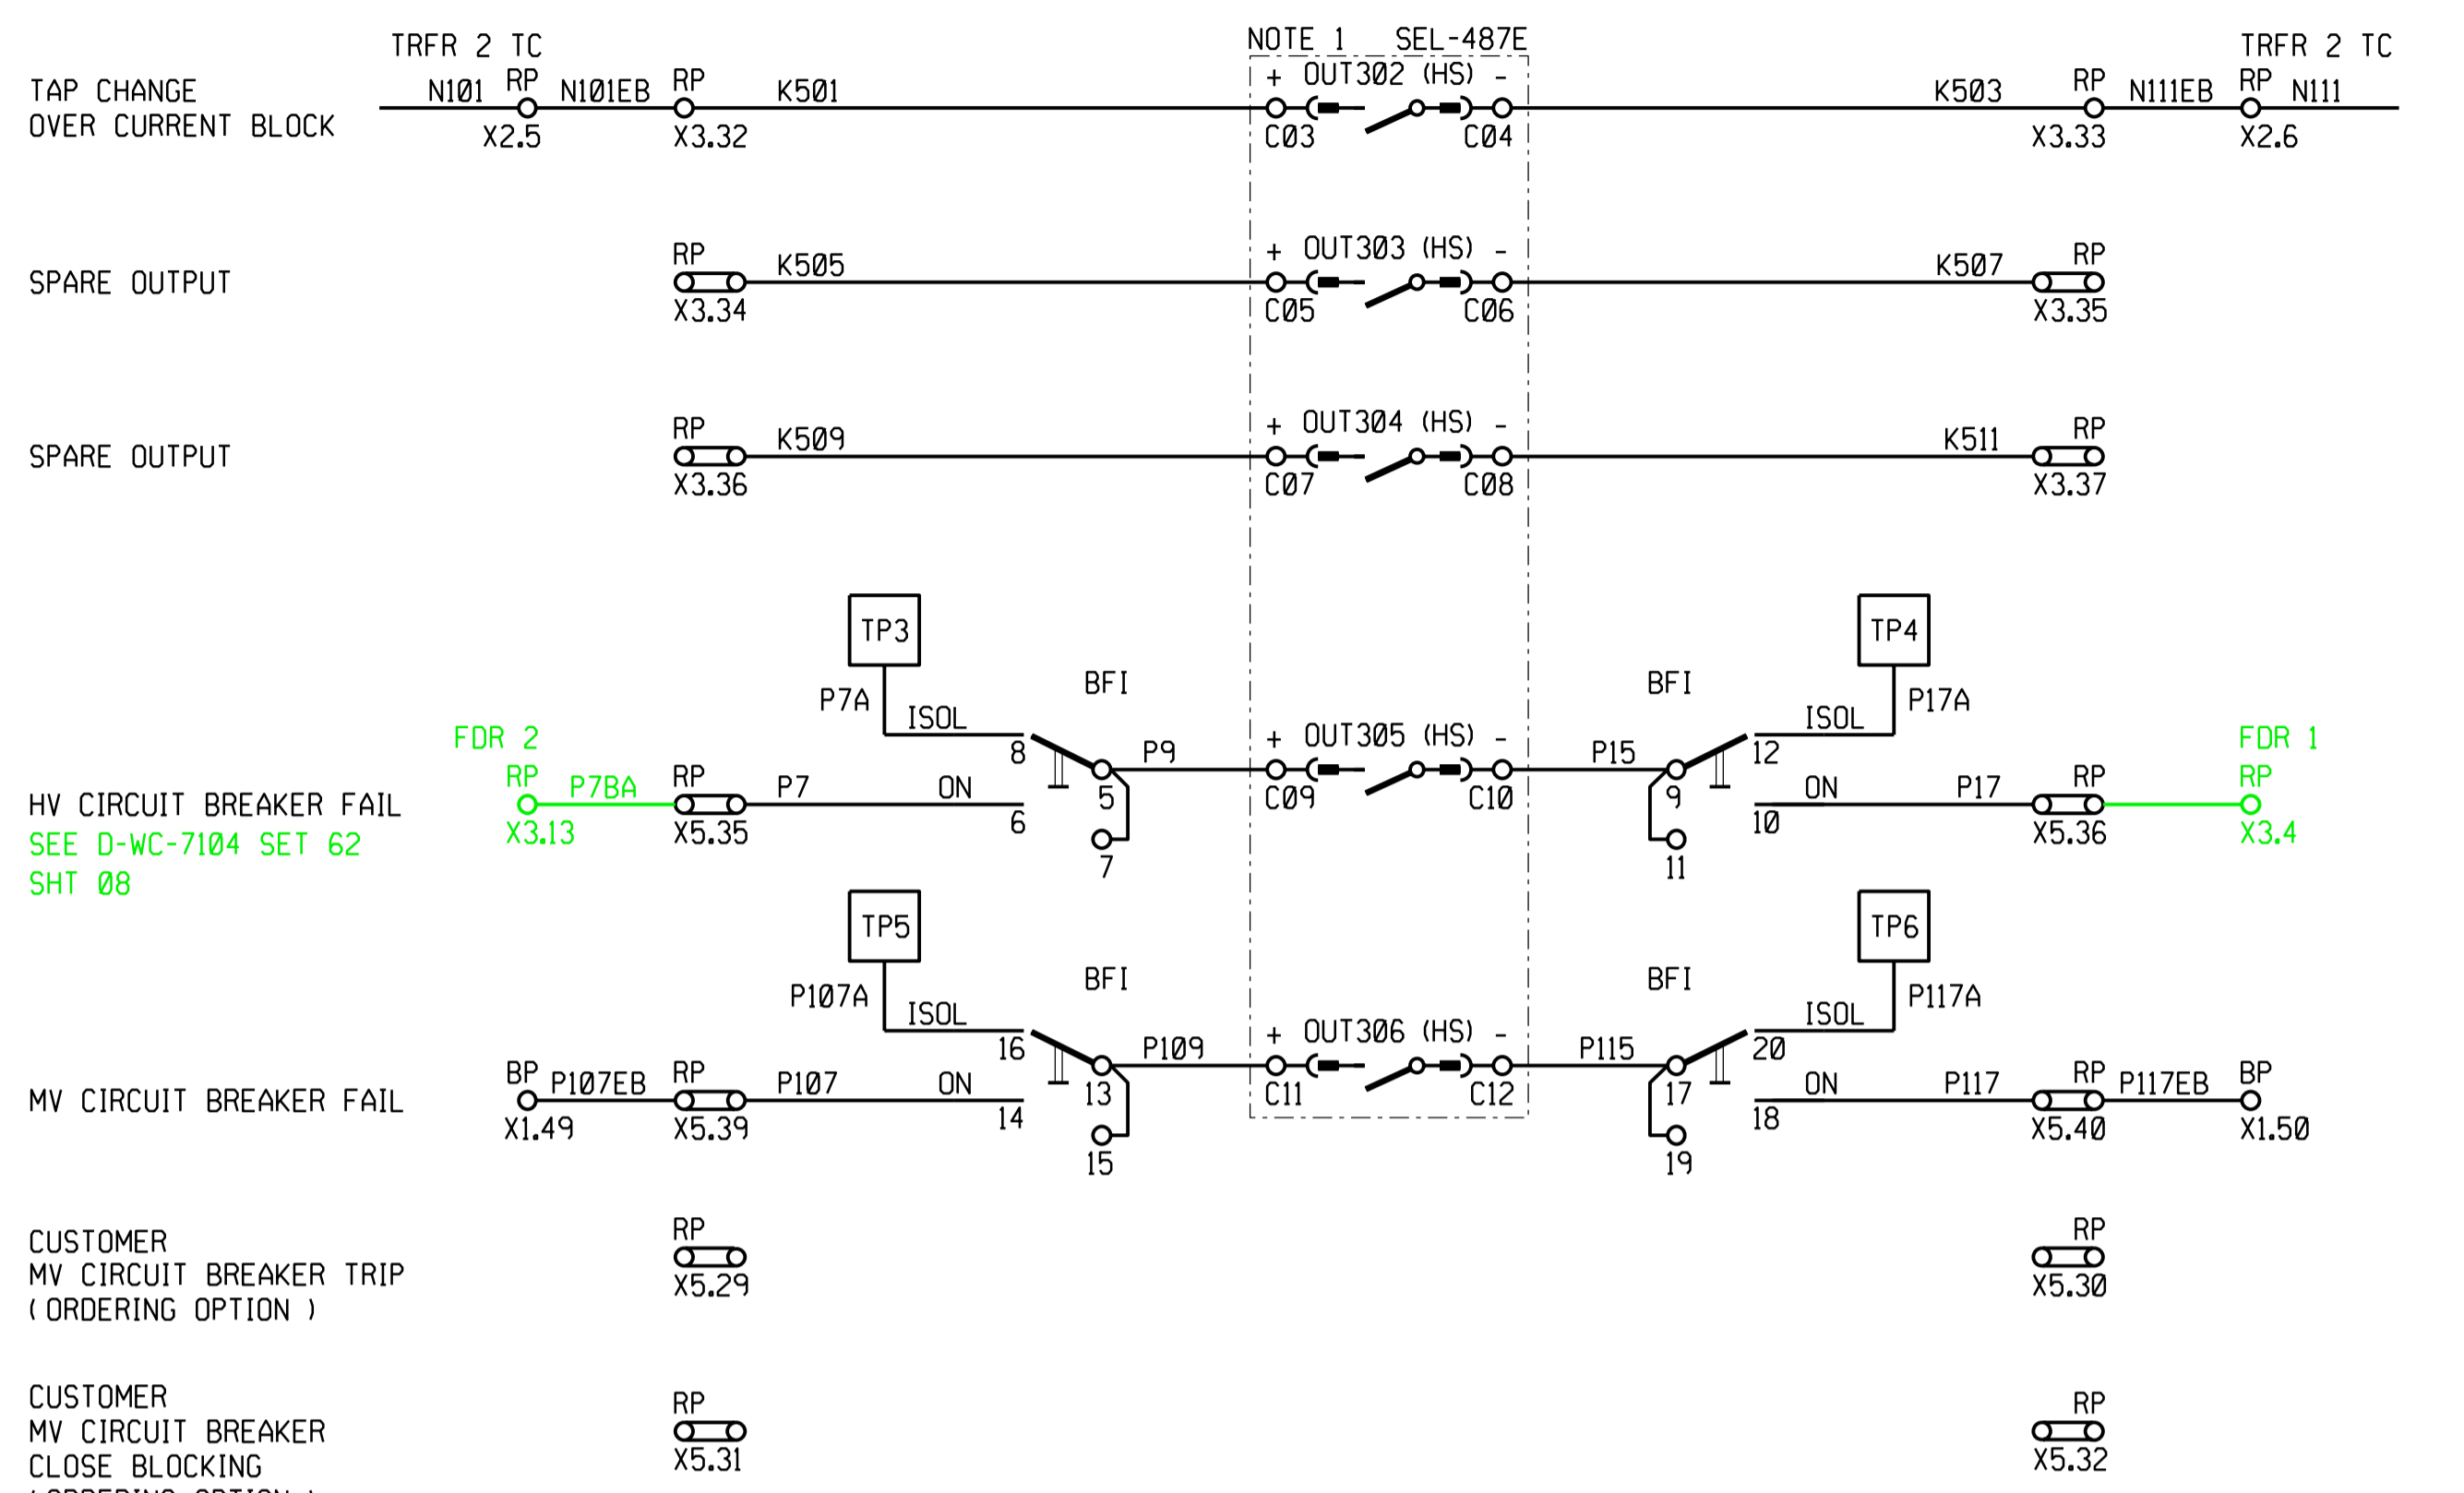 TRFR 2 TC
NOTE 1 SEL-487E
TRFR 2 TC
TAP CHANGE
OVER CURRENT BLOCK
N101 RP N101EB RP K501
X2.5 X3.32
+ OUT302 (HS) -
C03 C04
K503 RP N111EB RP N111
X3.33 X2.6
SPARE OUTPUT
RP K505
X3.34
+ OUT303 (HS) -
C05 C06
K507 RP
X3.35
SPARE OUTPUT
RP K509
X3.36
+ OUT304 (HS) -
C07 C08
K511 RP
X3.37
TP3
TP4
P7A ISOL BFI
BFI ISOL P17A
HV CIRCUIT BREAKER FAIL
SEE D-WC-7104 SET 62
SHT 08
FDR 2
RP P7BA RP P7 ON
X3.13 X5.35
8 5 6 7
P9
+ OUT305 (HS) -
C09 C10
P15
12 9 10 11
ON P17 RP
X5.36
FDR 1
RP
X3.4
TP5
TP6
P107A ISOL BFI
BFI ISOL P117A
MV CIRCUIT BREAKER FAIL
BP P107EB RP P107 ON
X1.49 X5.39
16 13 14 15
P109
+ OUT306 (HS) -
C11 C12
P115
20 17 18 19
ON P117 RP P117EB BP
X5.40 X1.50
CUSTOMER
MV CIRCUIT BREAKER TRIP
( ORDERING OPTION )
RP
X5.29
RP
X5.30
CUSTOMER
MV CIRCUIT BREAKER
CLOSE BLOCKING
RP
X5.31
RP
X5.32